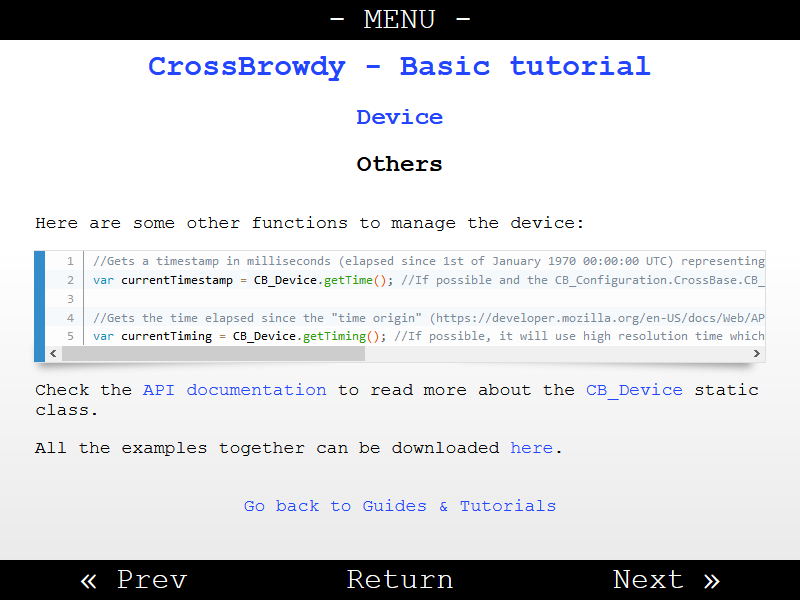 - MENU -
CrossBrowdy - Basic tutorial
Device
Others
Here are some other functions to manage the device:
1 //Gets a timestamp in milliseconds (elapsed since 1st of January 1970 00:00:00 UTC) representing
2 var currentTimestamp = CB_Device.getTime(); //If possible and the CB_Configuration.CrossBase.CB_
3
4 //Gets the time elapsed since the "time origin" (https://developer.mozilla.org/en-US/docs/Web/AP
5 var currentTiming = CB_Device.getTiming(); //If possible, it will use high resolution time which
Check the API documentation to read more about the CB_Device static
class.
All the examples together can be downloaded here.
Go back to Guides & Tutorials
« Prev Return Next »